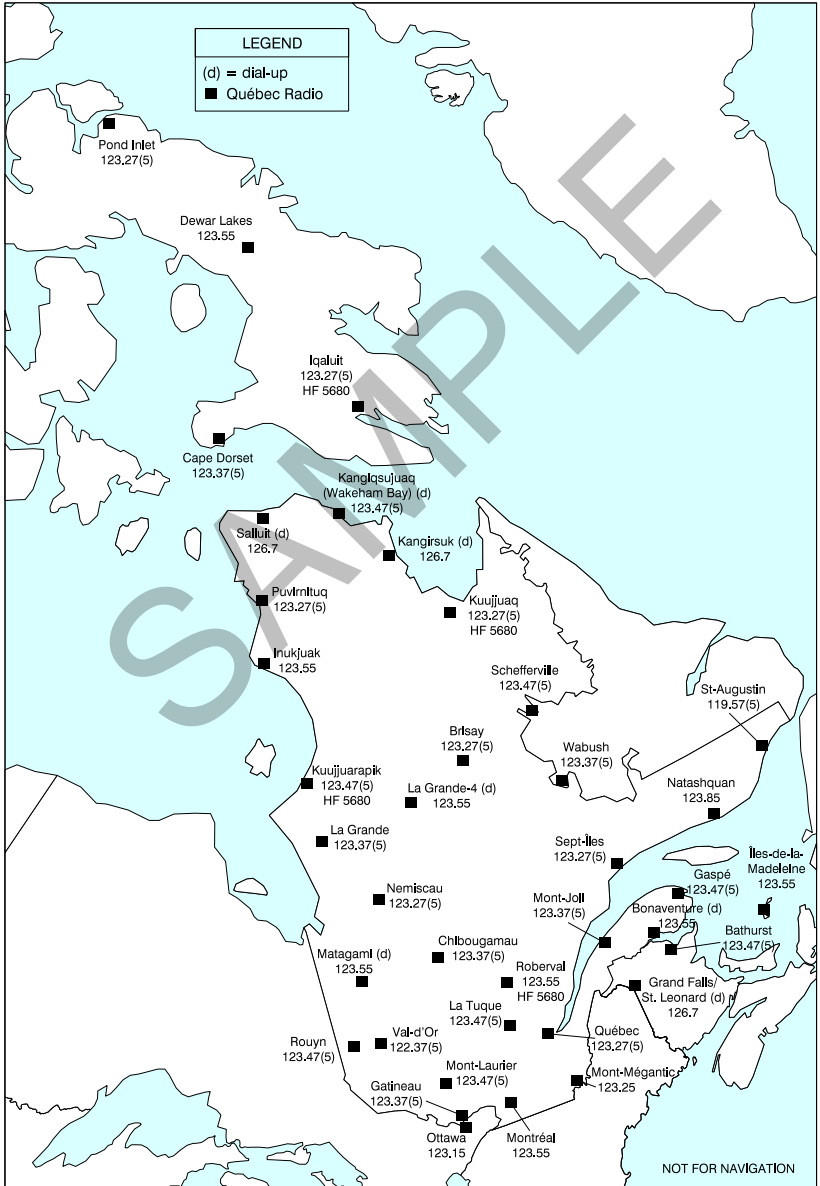 LEGEND
(d) = dial-up
Québec Radio
Pond Inlet
123.27(5)
Dewar Lakes
123.55
Iqaluit
123.27(5)
HF 5680
Cape Dorset
123.37(5)
Kangiqsujuaq
(Wakeham Bay) (d)
123.47(5)
Salluit (d)
126.7
Kangirsuk (d)
126.7
Puvirnituq
123.27(5)
Kuujjuaq
123.27(5)
HF 5680
Inukjuak
123.55
Schefferville
123.47(5)
St-Augustin
119.57(5)
Brisay
123.27(5)
Wabush
123.37(5)
Kuujjuarapik
123.47(5)
HF 5680
La Grande-4 (d)
123.55
Natashquan
123.85
La Grande
123.37(5)
Sept-Îles
123.27(5)
Îles-de-la-
Madeleine
123.55
Gaspé
123.47(5)
Nemiscau
123.27(5)
Mont-Joli
123.37(5)
Bonaventure (d)
123.55
Bathurst
123.47(5)
Chibougamau
123.37(5)
Matagami (d)
123.55
Roberval
123.55
HF 5680
Grand Falls/
St. Leonard (d)
126.7
La Tuque
123.47(5)
Québec
123.27(5)
Rouyn
123.47(5)
Val-d'Or
122.37(5)
Mont-Laurier
123.47(5)
Mont-Mégantic
123.25
Gatineau
123.37(5)
Ottawa
123.15
Montréal
123.55
NOT FOR NAVIGATION
SAMPLE